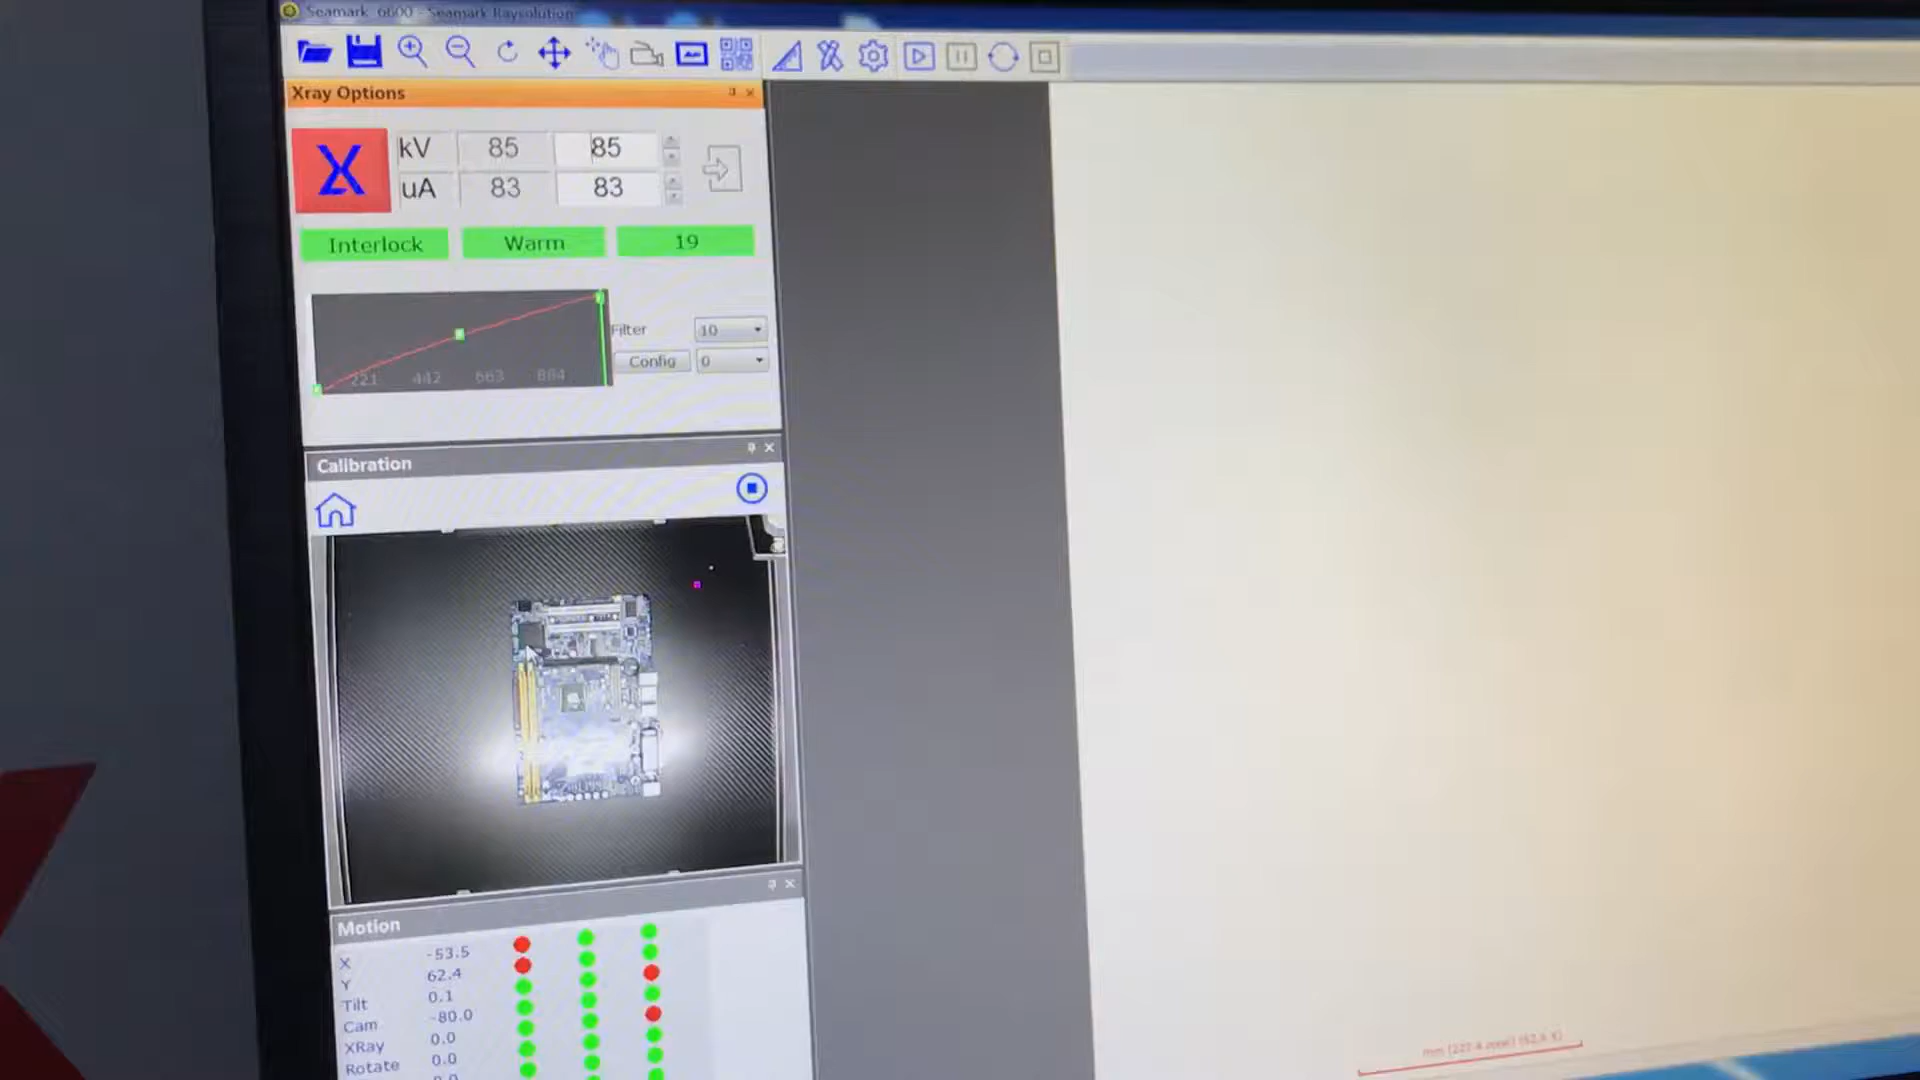 Seamark 6600 - Seamark Raysolution
Xray Options
X
kV 85 85
uA 83 83
Interlock Warm 19
221 442 663 884
Filter 10
Config 0
Calibration
Motion
X -53.5
Y 62.4
Tilt 0.1
Cam -80.0
XRay 0.0
Rotate 0.0
0.0